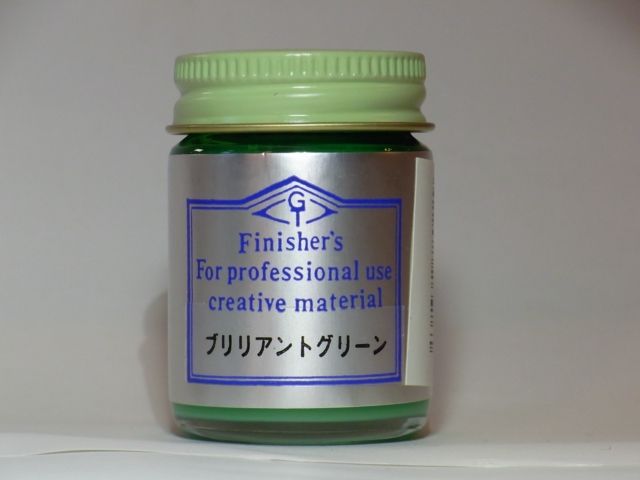 G
Finisher's
For professional use
creative material
ブリリアントグリーン